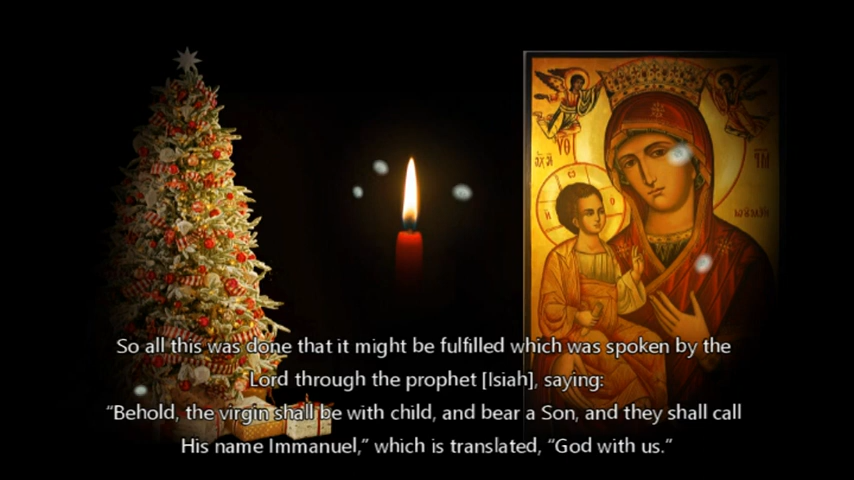 So all this was done that it might be fulfilled which was spoken by the
Lord through the prophet [Isiah], saying:
“Behold, the virgin shall be with child, and bear a Son, and they shall call
His name Immanuel,” which is translated, “God with us.”